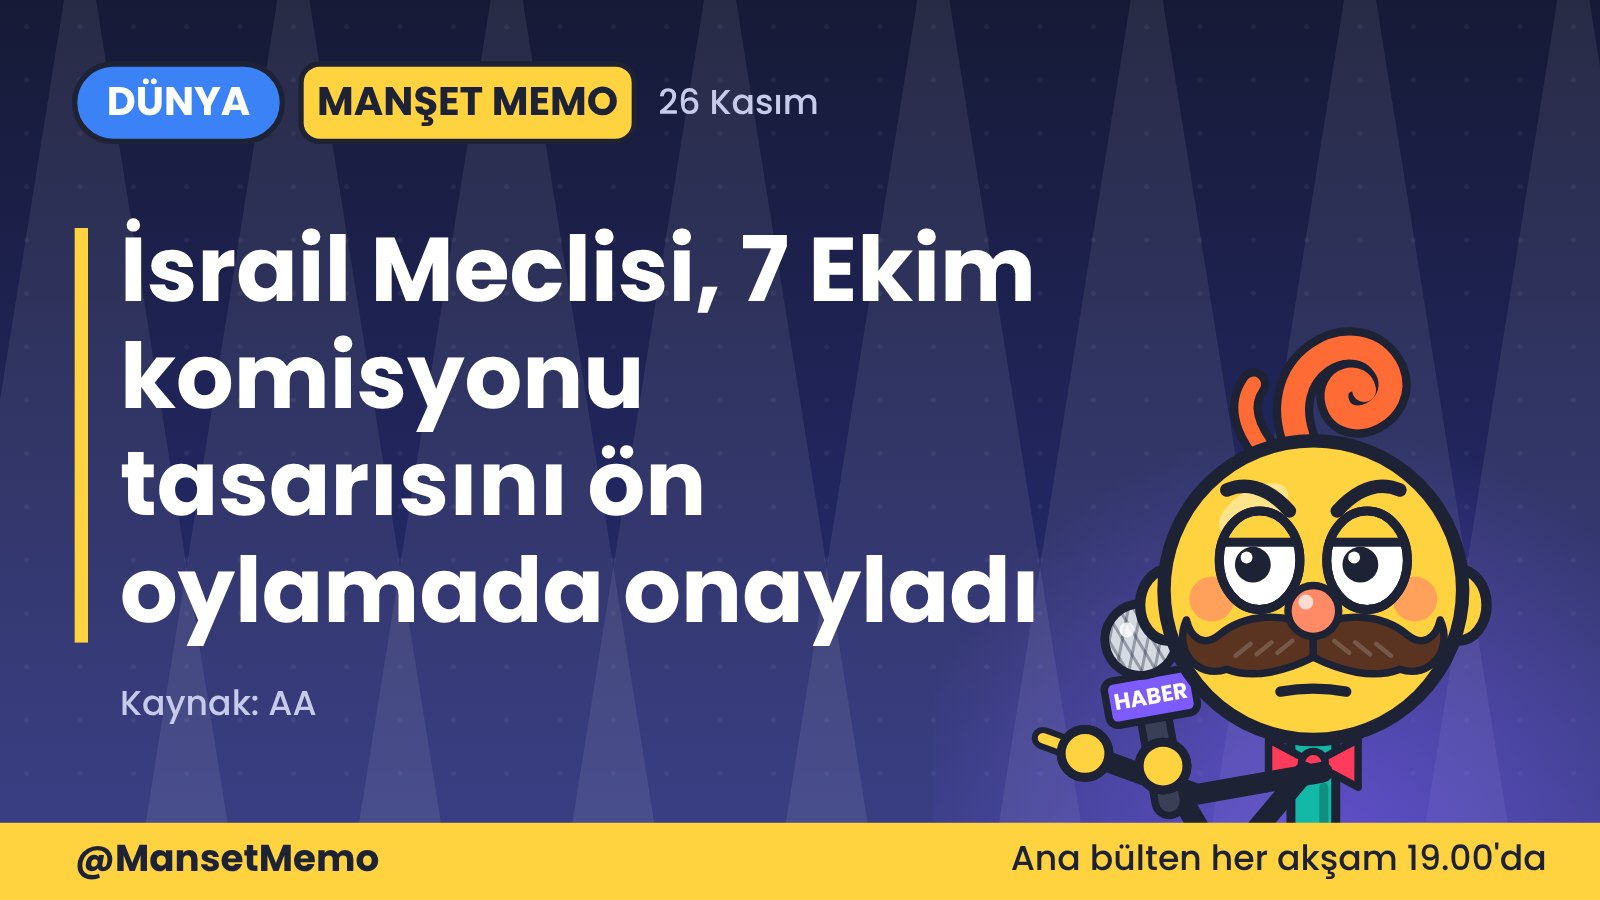 DÜNYA MANŞET MEMO 26 Kasım
İsrail Meclisi, 7 Ekim
komisyonu
tasarısını ön
oylamada onayladı
Kaynak: AA
HABER
@MansetMemo Ana bülten her akşam 19.00'da